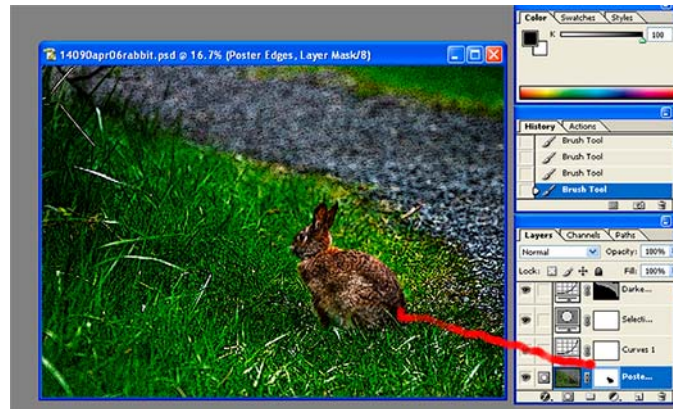 14090apr06rabbit.psd @ 16.7% (Poster Edges, Layer Mask/8)
Color Swatches Styles
K 100
History Actions
Brush Tool
Brush Tool
Brush Tool
Brush Tool
Layers Channels Paths
Normal Opacity: 100%
Lock: Fill: 100%
Darke...
Selecti...
Curves 1
Poste...